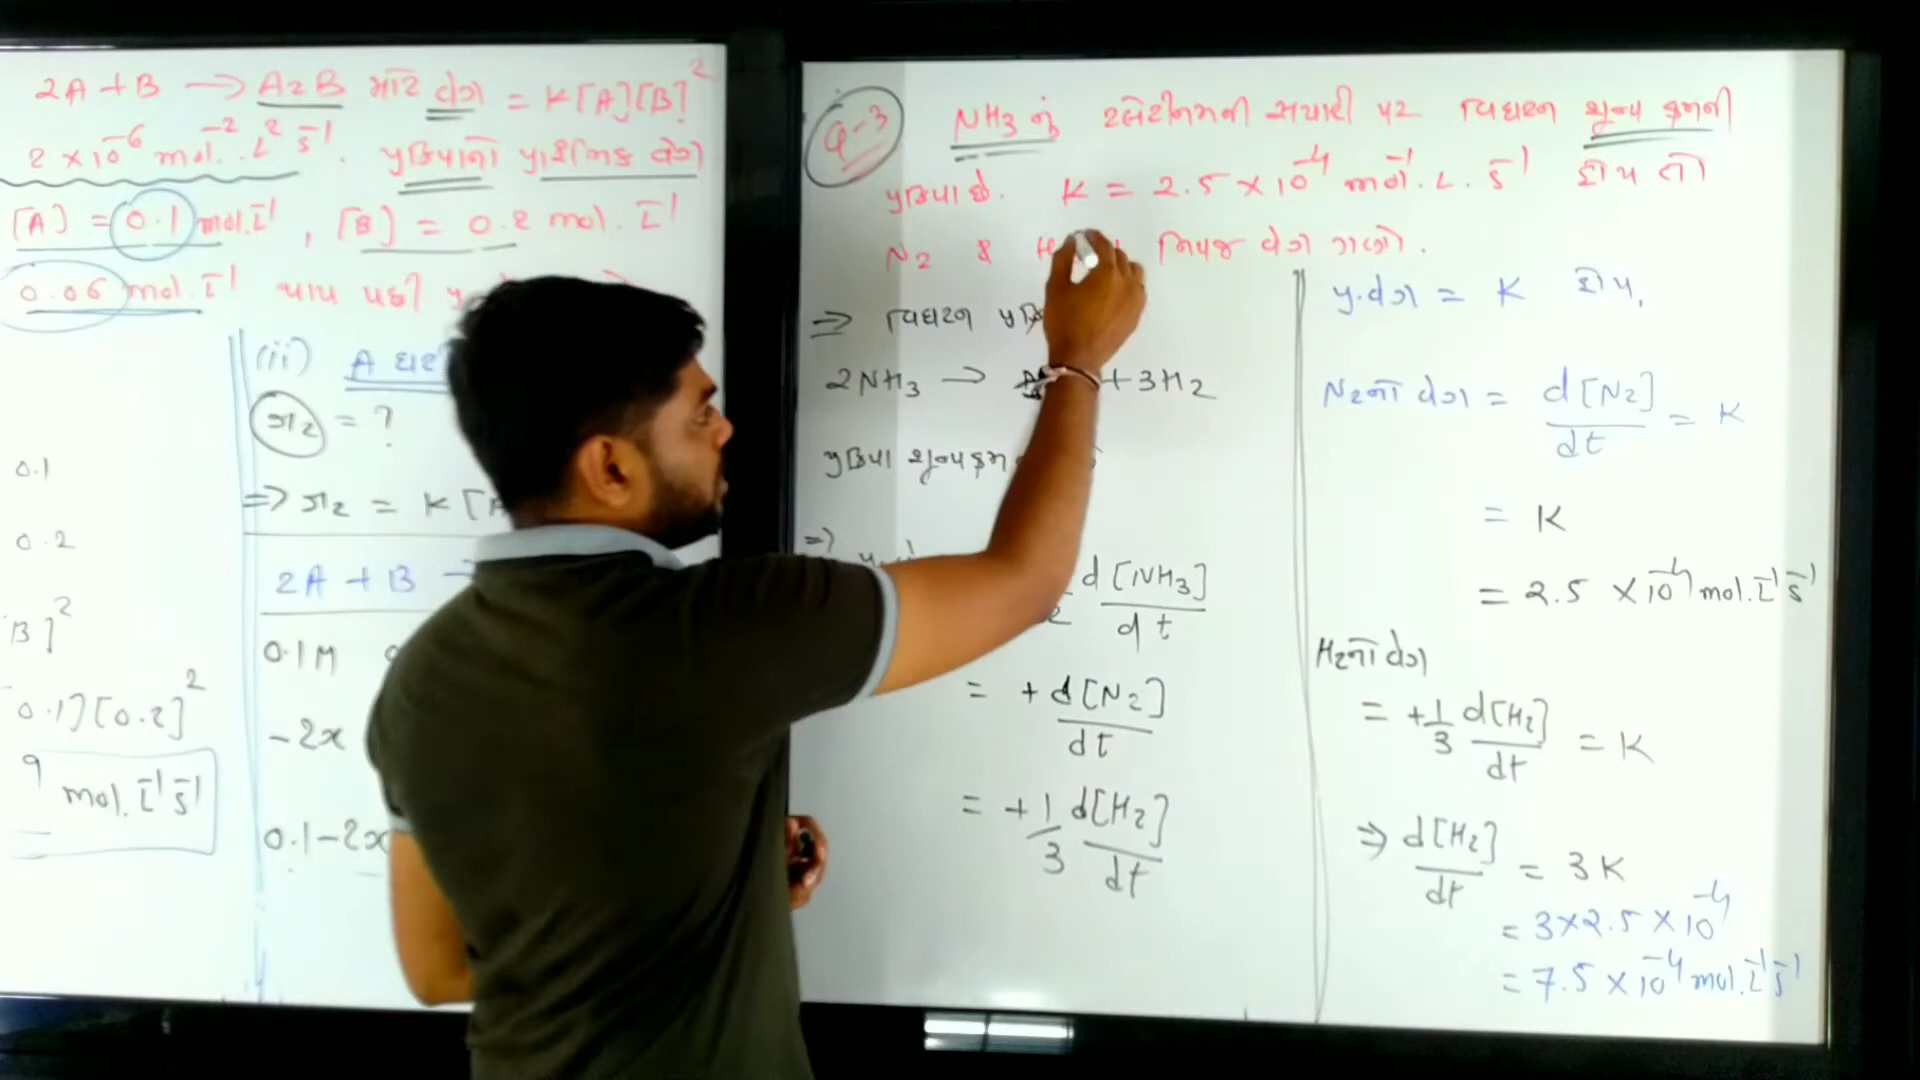 2A + B → A₂B માટે વેગ = K[A][B]²
2 × 10⁻⁶ mol⁻². L² s⁻¹. પ્રક્રિયાનો પ્રારંભિક વેગ
[A] = 0.1 mol.L⁻¹, [B] = 0.2 mol. L⁻¹
0.06 mol. L⁻¹ થાય પછી
0.1
0.2
B]²
0.1][0.2]²
9 mol. L⁻¹ s⁻¹
(ii) A
r₂ = ?
⇒ r₂ = K[A
2A + B
0.1M
-2x
0.1-2x
Q-3 NH₃નું પ્લેટીનમની સપાટી પર વિઘટન શૂન્ય ક્રમની
પ્રક્રિયા છે. K = 2.5 × 10⁻⁴ mol⁻¹. L. s⁻¹ હોય તો
N₂ & નિપજ વેગ ગણો.
⇒ વિઘટન
2NH₃ → + 3H₂
પ્રક્રિયા શૂન્યક્રમ
⇒
d[NH₃]/dt
= + d[N₂]/dt
= + 1/3 d[H₂]/dt
પ્ર.વેગ = K હોય,
N₂નો વેગ = d[N₂]/dt = K
= K
= 2.5 × 10⁻⁴ mol. L⁻¹ s⁻¹
H₂નો વેગ
= + 1/3 d[H₂]/dt = K
⇒ d[H₂]/dt = 3K
= 3×2.5 × 10⁻⁴
= 7.5 × 10⁻⁴ mol. L⁻¹ s⁻¹